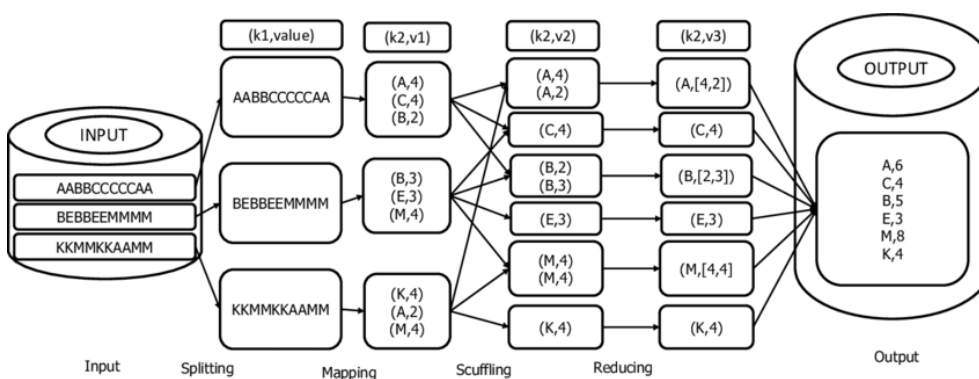 (k1,value)
(k2,v1)
(k2,v2)
(k2,v3)
INPUT
AABBCCCCCAA
BEBBEEMMMM
KKMMKKAAMM
AABBCCCCCAA
BEBBEEMMMM
KKMMKKAAMM
(A,4)
(C,4)
(B,2)
(B,3)
(E,3)
(M,4)
(K,4)
(A,2)
(M,4)
(A,4)
(A,2)
(C,4)
(B,2)
(B,3)
(E,3)
(M,4)
(M,4)
(K,4)
(A,[4,2])
(C,4)
(B,[2,3])
(E,3)
(M,[4,4]
(K,4)
OUTPUT
A,6
C,4
B,5
E,3
M,8
K,4
Input
Splitting
Mapping
Scuffling
Reducing
Output